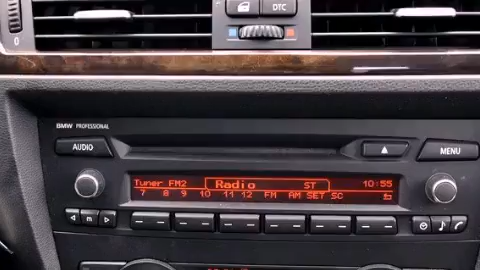 0
DTC
BMW PROFESSIONAL
AUDIO
MENU
Tuner FM2 Radio ST 10:55
7 8 9 10 11 12 FM AM SET SC
m